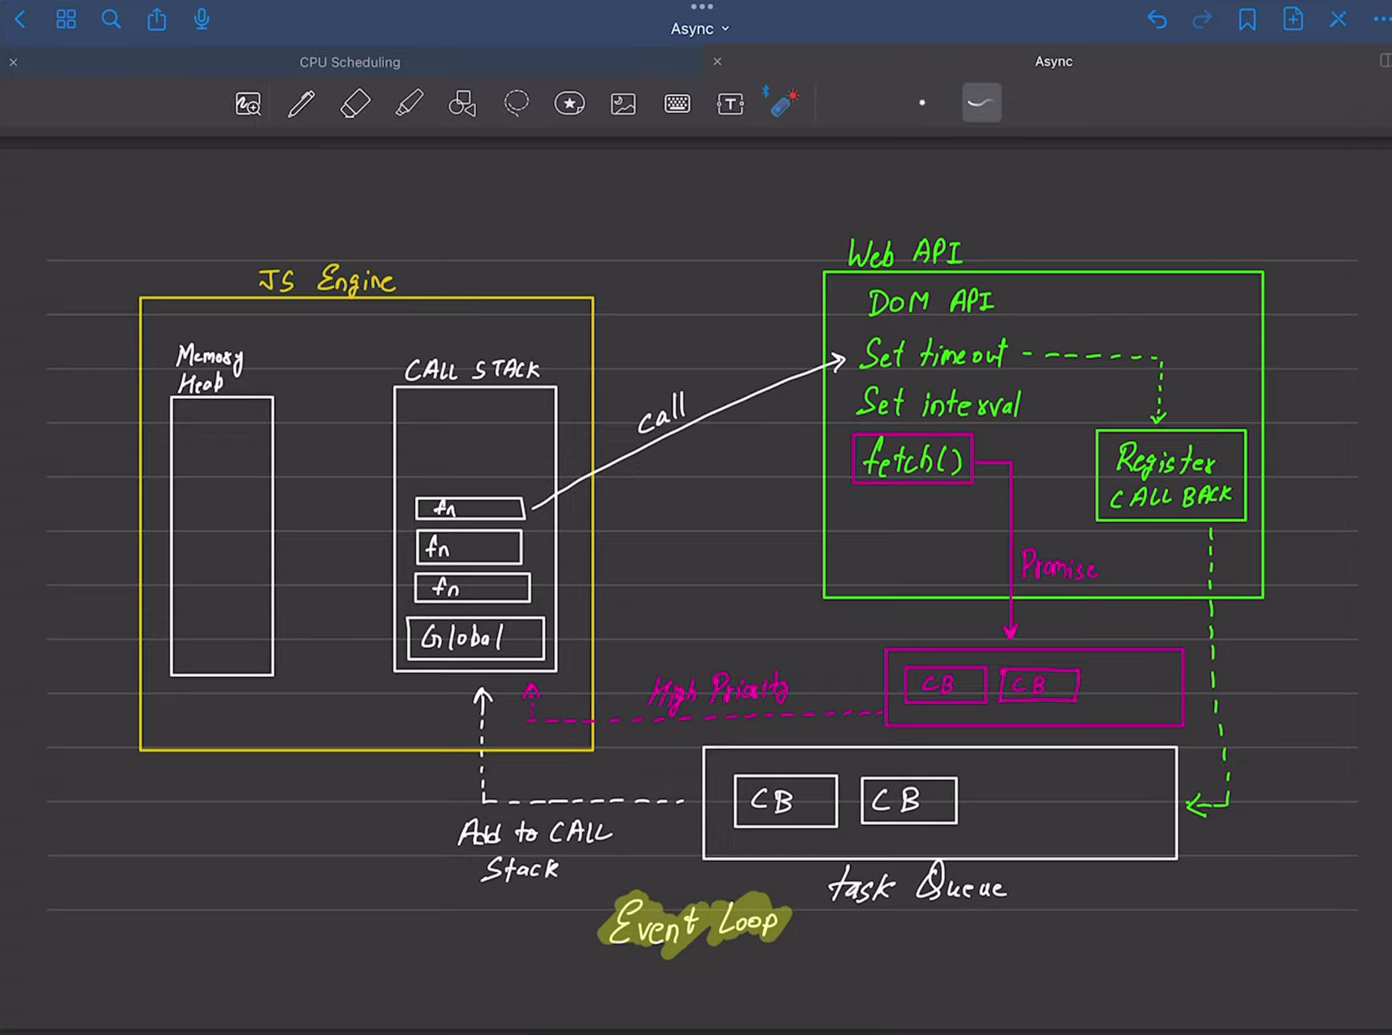 Async
CPU Scheduling
Async
JS Engine
Memory
Heap
CALL STACK
fn
fn
fn
Global
call
Web API
DOM API
Set timeout
Set interval
fetch()
Register
CALL BACK
Promise
High Priority
CB CB
CB CB
Add to CALL
Stack
task Queue
Event Loop